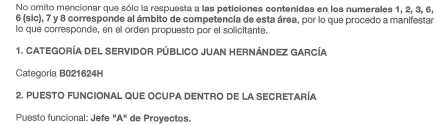 No omito mencionar que sólo la respuesta a las peticiones contenidas en los numerales 1, 2, 3, 6,
6 (sic), 7 y 8 corresponde al ámbito de competencia de esta área, por lo que procedo a manifestar
lo que corresponde, en el orden propuesto por el solicitante.
1. CATEGORÍA DEL SERVIDOR PÚBLICO JUAN HERNÁNDEZ GARCÍA
Categoría B021624H
2. PUESTO FUNCIONAL QUE OCUPA DENTRO DE LA SECRETARÍA
Puesto funcional: Jefe "A" de Proyectos.